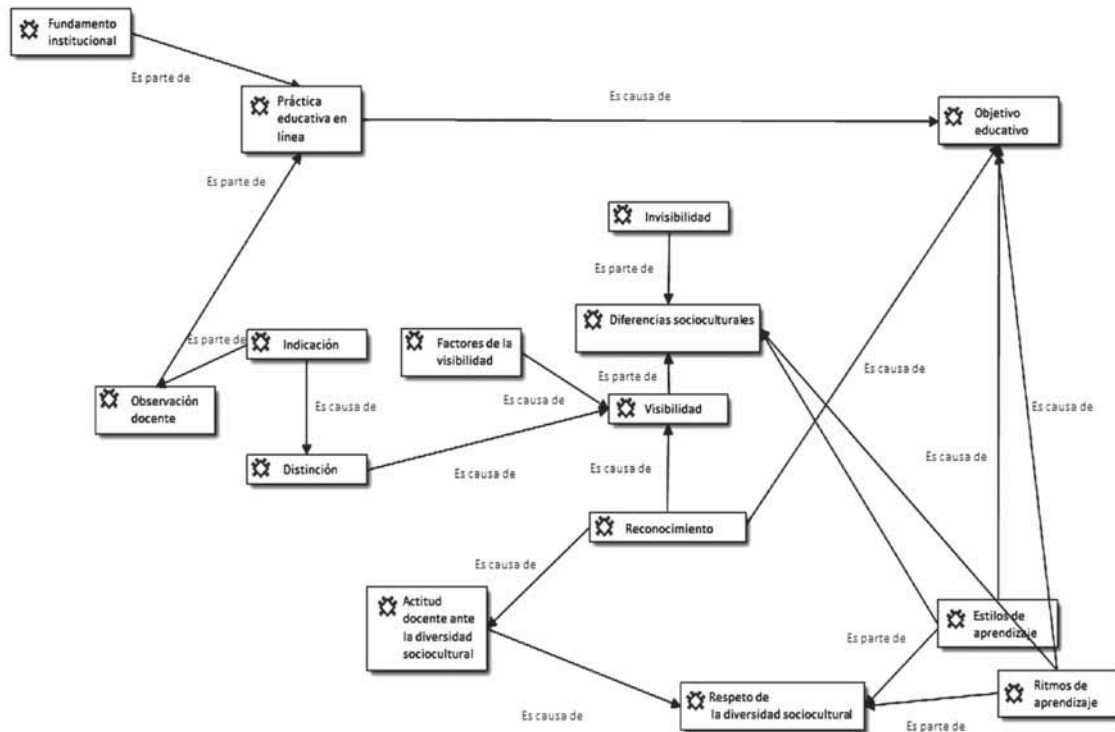 Fundamento
institucional
Es parte de
Práctica
educativa en
línea
Es causa de
Objetivo
educativo
Es parte de
Invisibilidad
Es parte de
Diferencias socioculturales
Es parte de
Indicación
Factores de la
visibilidad
Es parte de
Es causa de
Observación
docente
Es causa de
Es causa de
Visibilidad
Es causa de
Distinción
Es causa de
Es causa de
Es causa de
Reconocimiento
Es causa de
Actitud
docente ante
la diversidad
sociocultural
Estilos de
aprendizaje
Es parte de
Respeto de
la diversidad sociocultural
Ritmos de
aprendizaje
Es causa de
Es parte de